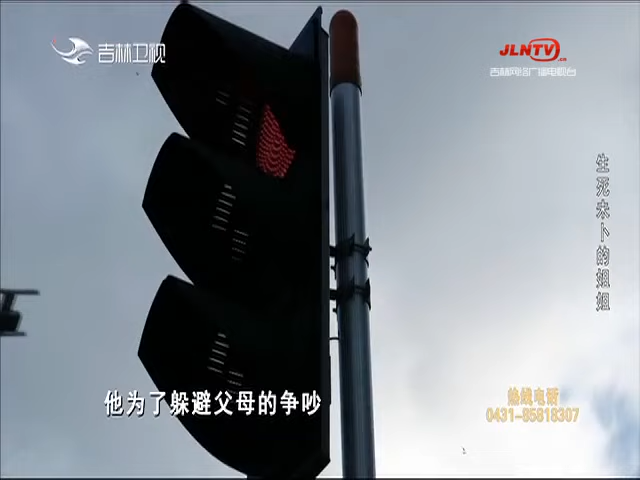 吉林卫视
JLNTV.cn
吉林网络广播电视台
生死未卜的姐姐
他为了躲避父母的争吵
热线电话
0431-85818307